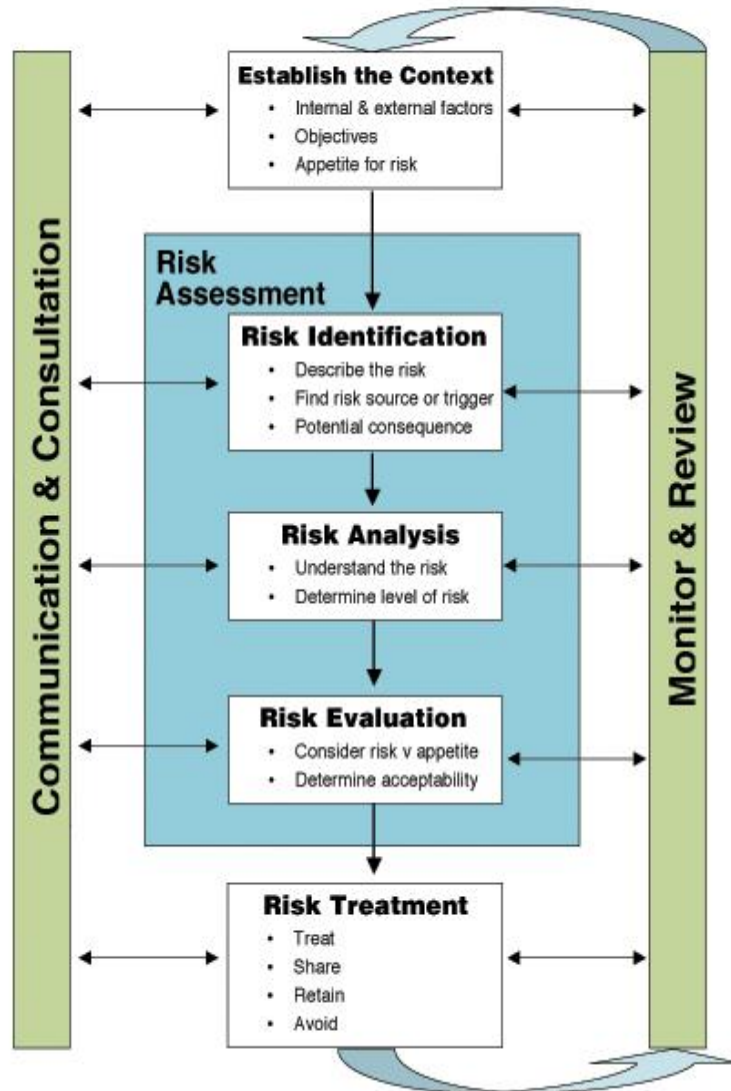 Establish the Context
• Internal & external factors
• Objectives
• Appetite for risk
Communication & Consultation
Monitor & Review
Risk
Assessment
Risk Identification
• Describe the risk
• Find risk source or trigger
• Potential consequence
Risk Analysis
• Understand the risk
• Determine level of risk
Risk Evaluation
• Consider risk v appetite
• Determine acceptability
Risk Treatment
• Treat
• Share
• Retain
• Avoid